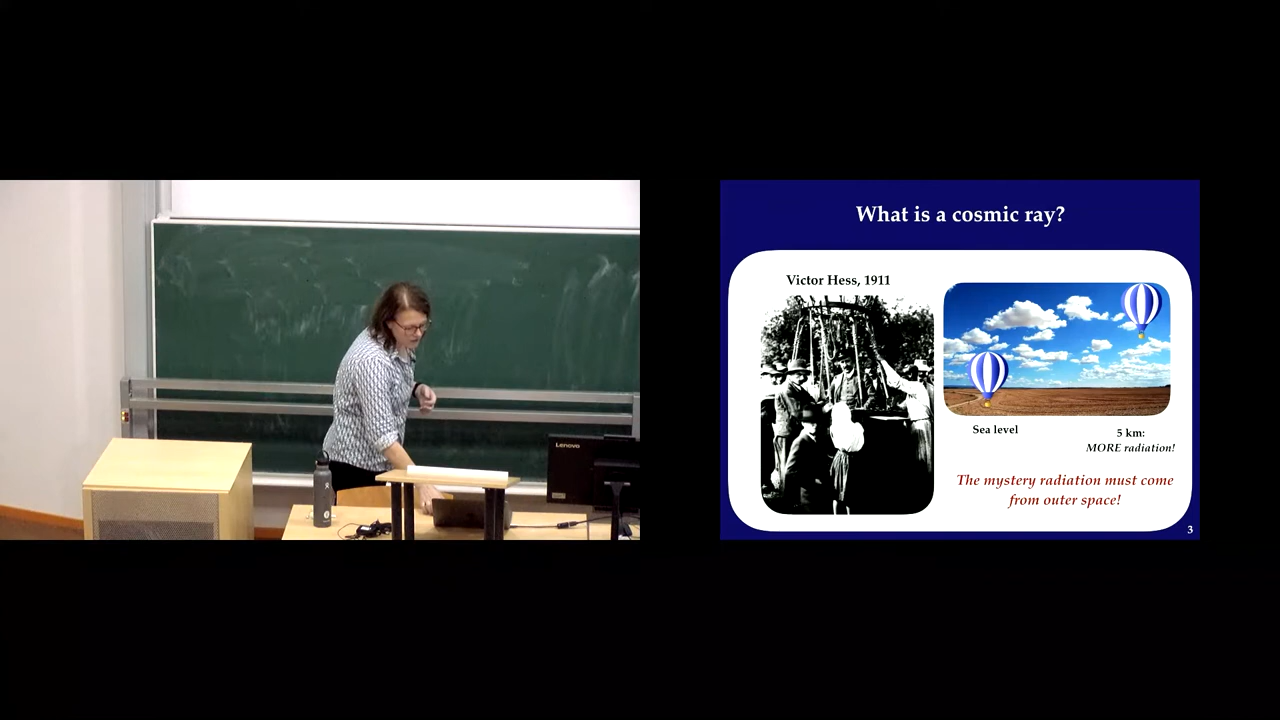 Lenovo
What is a cosmic ray?
Victor Hess, 1911
Sea level
5 km:
MORE radiation!
The mystery radiation must come
from outer space!
3